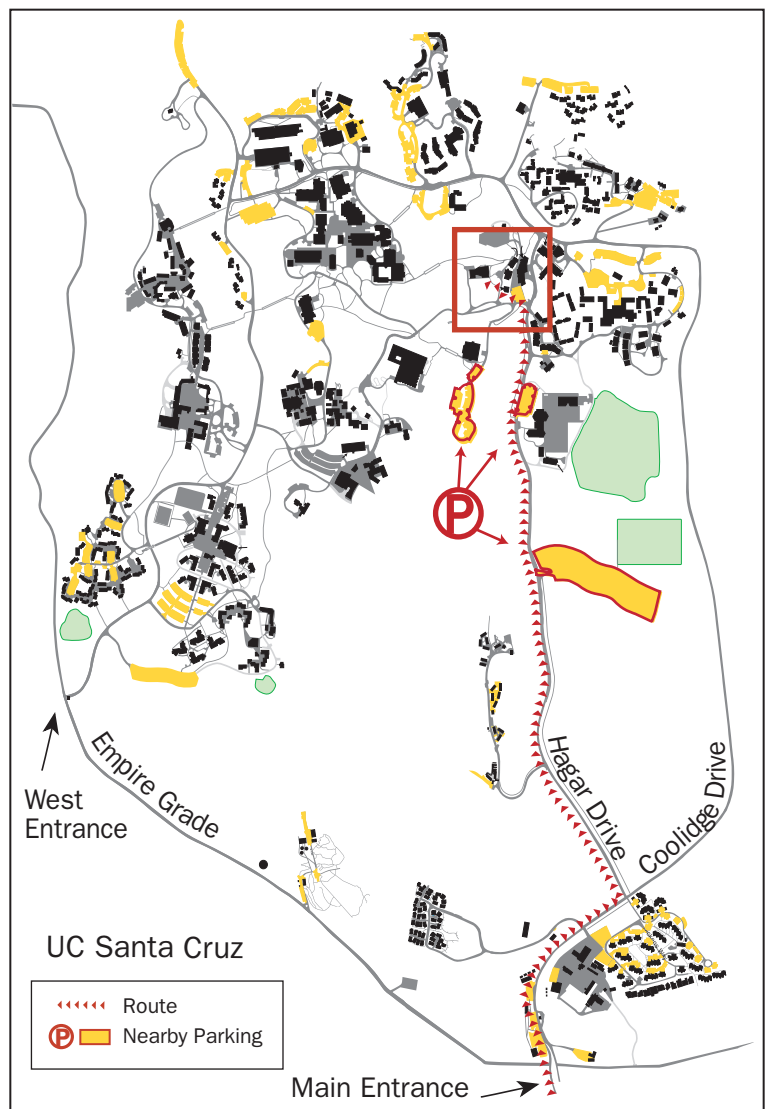 P
West
Entrance
Empire Grade
Hagar Drive
Coolidge Drive
UC Santa Cruz
Route
P Nearby Parking
Main Entrance